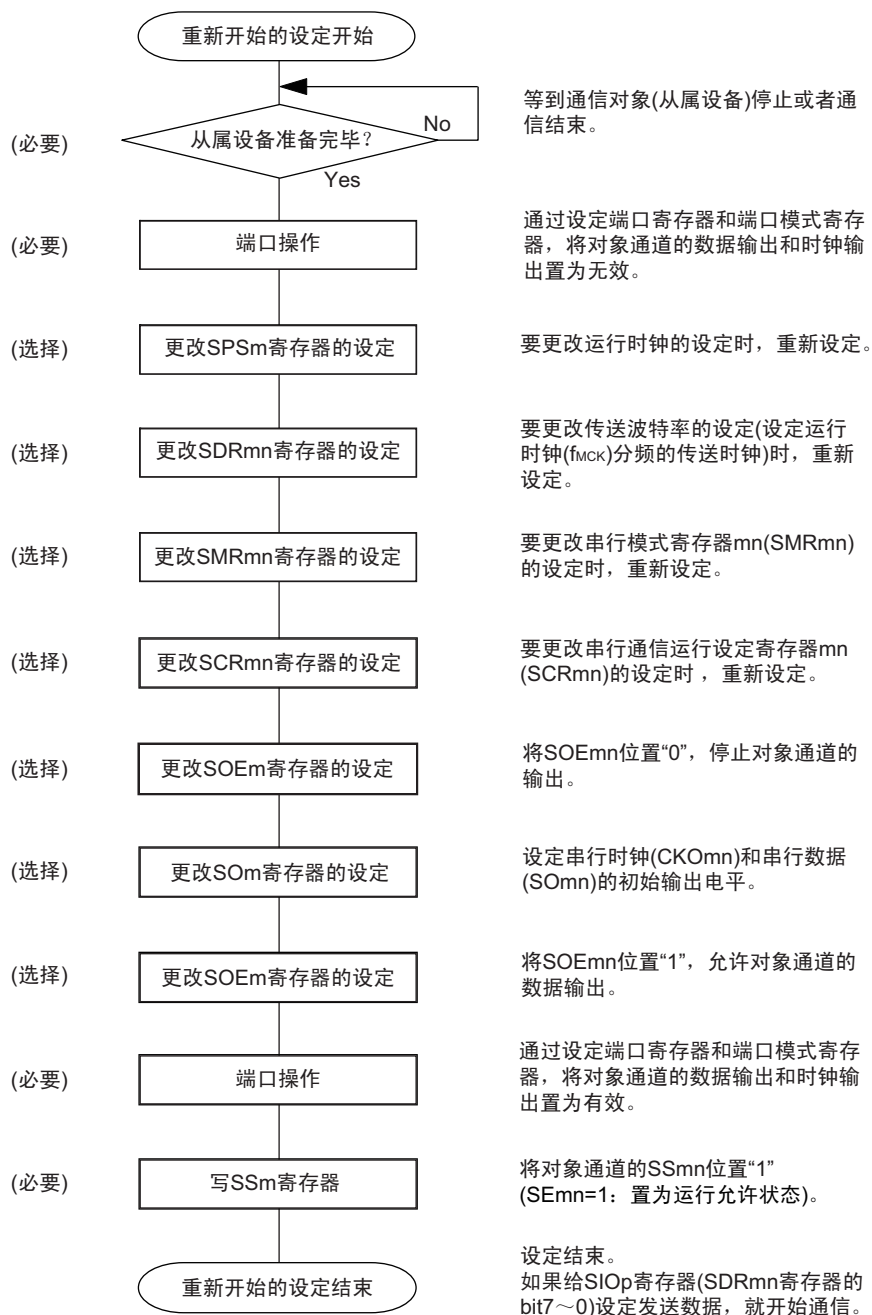 重新开始的设定开始
等到通信对象(从属设备)停止或者通
信结束。
(必要)
从属设备准备完毕？
No
Yes
(必要)
端口操作
通过设定端口寄存器和端口模式寄存
器，将对象通道的数据输出和时钟输
出置为无效。
(选择)
更改SPSm寄存器的设定
要更改运行时钟的设定时，重新设定。
(选择)
更改SDRmn寄存器的设定
要更改传送波特率的设定(设定运行
时钟(fMCK)分频的传送时钟)时，重新
设定。
(选择)
更改SMRmn寄存器的设定
要更改串行模式寄存器mn(SMRmn)
的设定时，重新设定。
(选择)
更改SCRmn寄存器的设定
要更改串行通信运行设定寄存器mn
(SCRmn)的设定时 ，重新设定。
(选择)
更改SOEm寄存器的设定
将SOEmn位置“0”，停止对象通道的
输出。
(选择)
更改SOm寄存器的设定
设定串行时钟(CKOmn)和串行数据
(SOmn)的初始输出电平。
(选择)
更改SOEm寄存器的设定
将SOEmn位置“1”，允许对象通道的
数据输出。
(必要)
端口操作
通过设定端口寄存器和端口模式寄存
器，将对象通道的数据输出和时钟输
出置为有效。
(必要)
写SSm寄存器
将对象通道的SSmn位置“1”
(SEmn=1：置为运行允许状态)。
重新开始的设定结束
设定结束。
如果给SIOp寄存器(SDRmn寄存器的
bit7～0)设定发送数据，就开始通信。